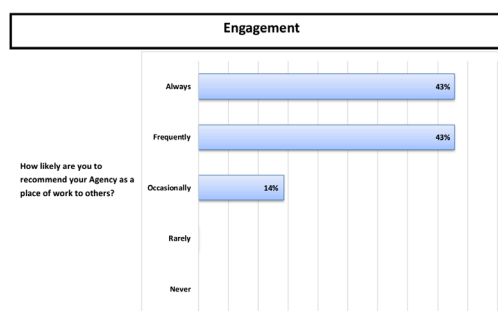 Engagement
Always
43%
Frequently
43%
How likely are you to
recommend your Agency as a
place of work to others?
Occasionally
14%
Rarely
Never